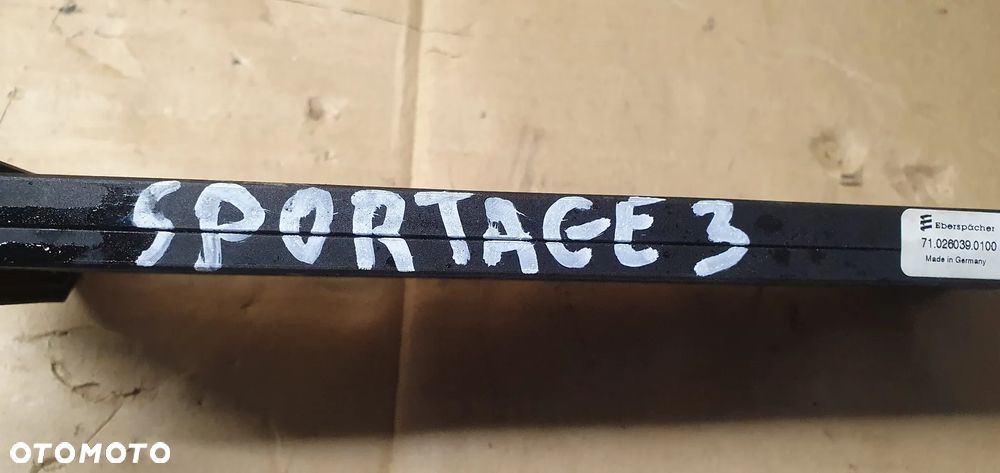 SPORTAGE 3
Eberspächer
71.026039.0100
Made in Germany
OTOMOTO